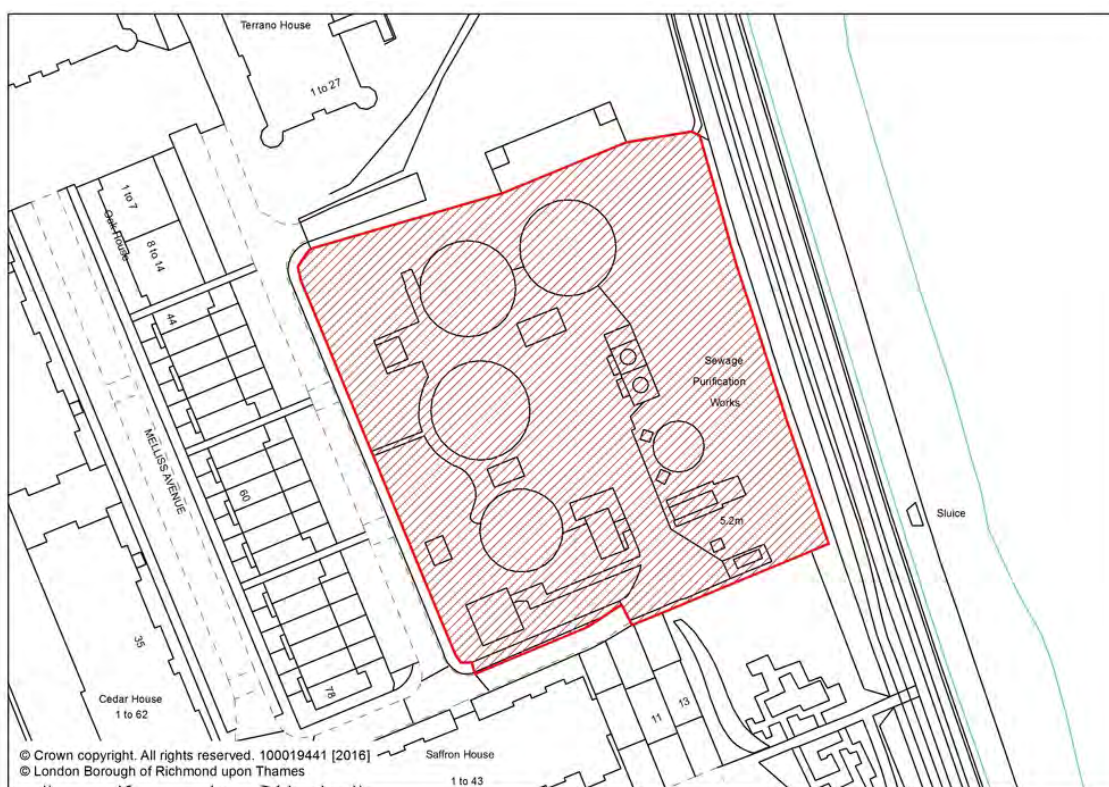 Terrano House
1 to 27
1 to 7
Oak House
8 to 14
44
Sewage
Purification
Works
MELLISS AVENUE
60
5.2m
Sluice
35
78
Cedar House
1 to 62
11
13
© Crown copyright. All rights reserved. 100019441 [2016]
© London Borough of Richmond upon Thames
Saffron House
1 to 43